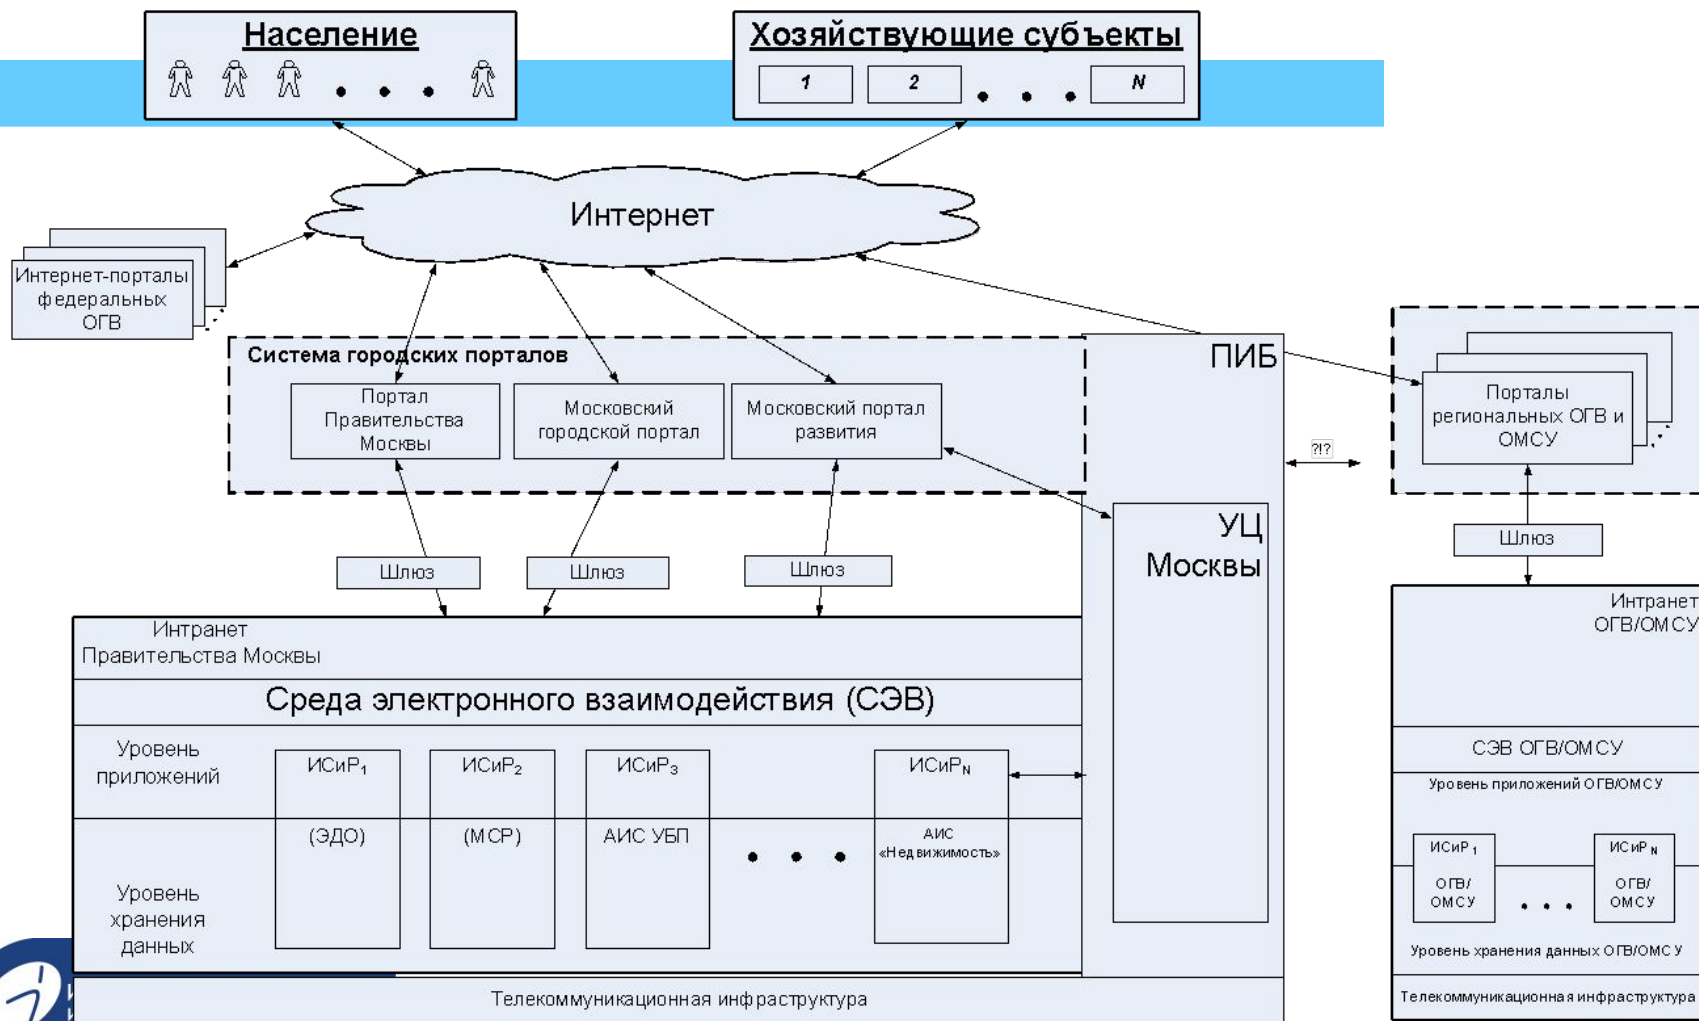 Население
Хозяйствующие субъекты
1 2 N
Интернет
Интернет-порталы
федеральных
ОГВ
Система городских порталов
Портал
Правительства
Москвы
Московский
городской портал
Московский портал
развития
ПИБ
?!?
Порталы
региональных ОГВ и
ОМСУ
УЦ
Москвы
Шлюз
Шлюз
Шлюз
Шлюз
Интранет
Правительства Москвы
Среда электронного взаимодействия (СЭВ)
Уровень
приложений
ИСиР1
ИСиР2
ИСиР3
ИСиРN
(ЭДО)
(МСР)
АИС УБП
АИС
«Недвижимость»
Уровень
хранения
данных
Телекоммуникационная инфраструктура
Интранет
ОГВ/ОМСУ
СЭВ ОГВ/ОМСУ
Уровень приложений ОГВ/ОМСУ
ИСиР 1
ОГВ/
ОМСУ
ИСиР N
ОГВ/
ОМСУ
Уровень хранения данных ОГВ/ОМСУ
Телекоммуникационная инфраструктура